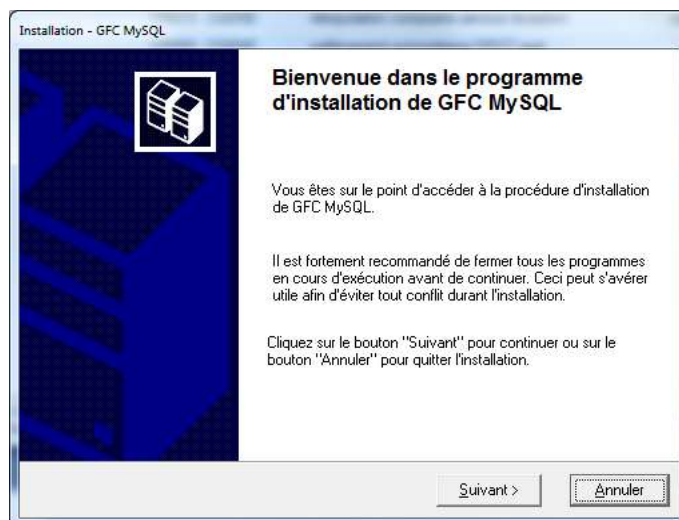 Installation - GFC MySQL
Bienvenue dans le programme
d'installation de GFC MySQL
Vous êtes sur le point d'accéder à la procédure d'installation
de GFC MySQL.
Il est fortement recommandé de fermer tous les programmes
en cours d'exécution avant de continuer. Ceci peut s'avérer
utile afin d'éviter tout conflit durant l'installation.
Cliquez sur le bouton "Suivant" pour continuer ou sur le
bouton "Annuler" pour quitter l'installation.
Suivant >
Annuler